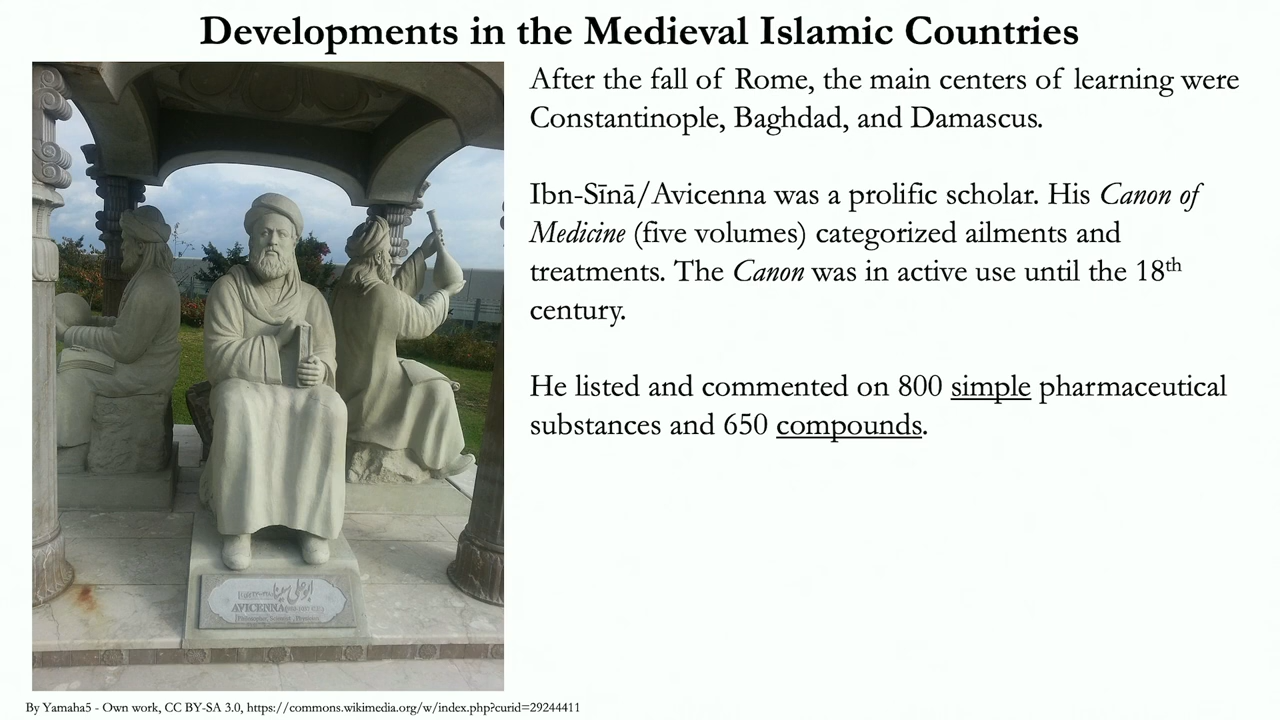 Developments in the Medieval Islamic Countries
After the fall of Rome, the main centers of learning were
Constantinople, Baghdad, and Damascus.
Ibn-Sīnā/Avicenna was a prolific scholar. His Canon of
Medicine (five volumes) categorized ailments and
treatments. The Canon was in active use until the 18th
century.
He listed and commented on 800 simple pharmaceutical
substances and 650 compounds.
ابوعلی سینا
AVICENNA
By Yamaha5 - Own work, CC BY-SA 3.0, https://commons.wikimedia.org/w/index.php?curid=29244411